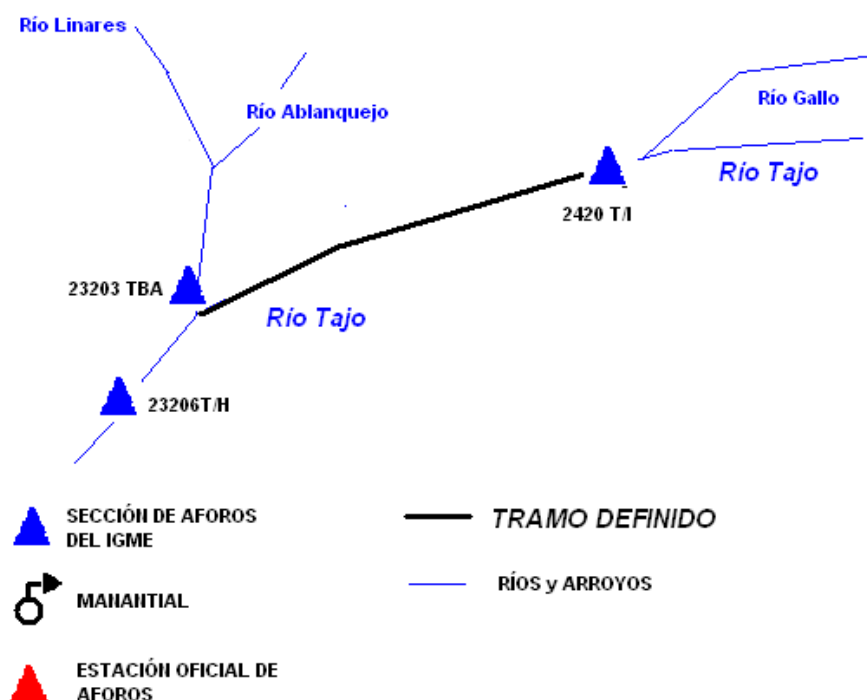 Río Linares
Río Ablanquejo
Río Gallo
Río Tajo
2420 T/I
23203 TBA
Río Tajo
23206T/H
SECCIÓN DE AFOROS
DEL IGME
TRAMO DEFINIDO
MANANTIAL
RÍOS y ARROYOS
ESTACIÓN OFICIAL DE
AFOROS